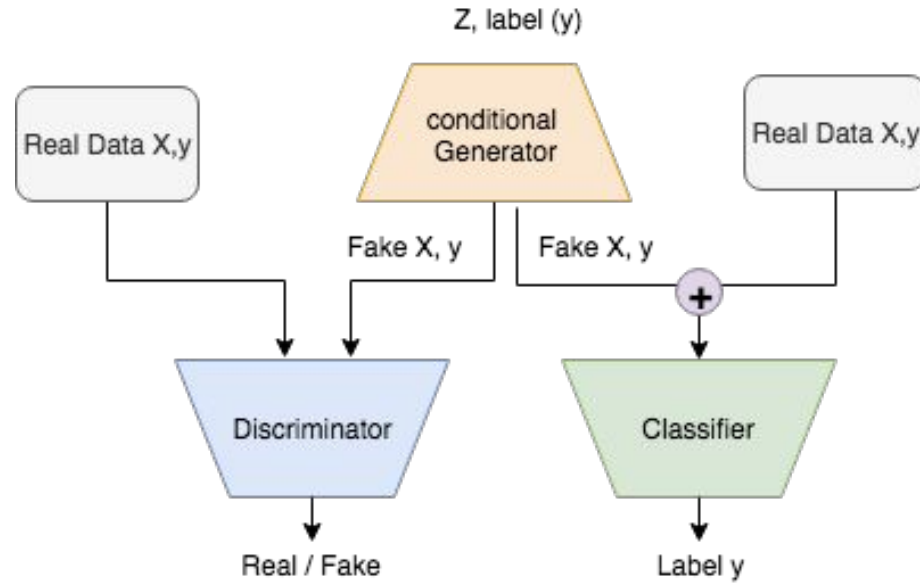 Z, label (y)
Real Data X,y
conditional
Generator
Real Data X,y
Fake X, y
Fake X, y
+
Discriminator
Classifier
Real / Fake
Label y